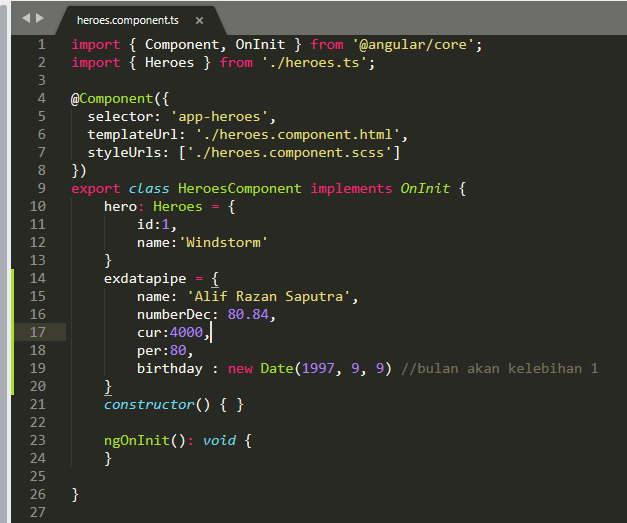 heroes.component.ts ×
1 import { Component, OnInit } from '@angular/core';
2 import { Heroes } from './heroes.ts';
3
4 @Component({
5   selector: 'app-heroes',
6   templateUrl: './heroes.component.html',
7   styleUrls: ['./heroes.component.scss']
8 })
9 export class HeroesComponent implements OnInit {
10     hero: Heroes = {
11         id:1,
12         name:'Windstorm'
13     }
14     exdatapipe = {
15         name: 'Alif Razan Saputra',
16         numberDec: 80.84,
17         cur:4000,
18         per:80,
19         birthday : new Date(1997, 9, 9) //bulan akan kelebihan 1
20     }
21     constructor() { }
22
23     ngOnInit(): void {
24     }
25
26 }
27